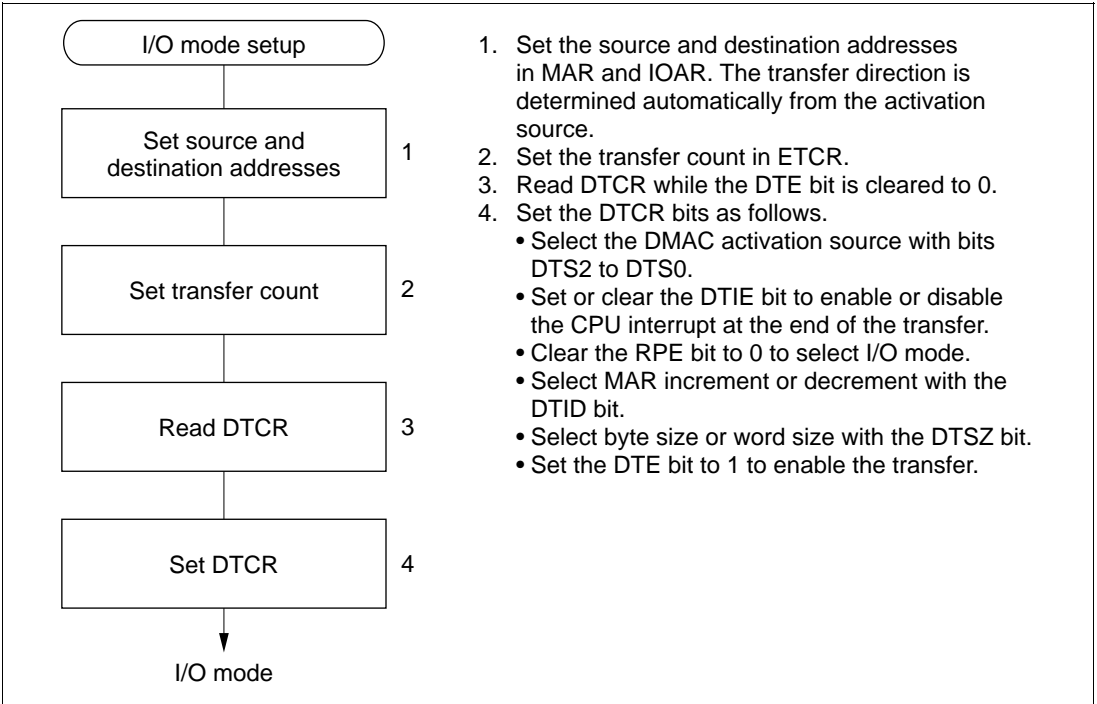 I/O mode setup
Set source and
destination addresses
1
Set transfer count
2
Read DTCR
3
Set DTCR
4
I/O mode
1. Set the source and destination addresses
in MAR and IOAR. The transfer direction is
determined automatically from the activation
source.
2. Set the transfer count in ETCR.
3. Read DTCR while the DTE bit is cleared to 0.
4. Set the DTCR bits as follows.
• Select the DMAC activation source with bits
DTS2 to DTS0.
• Set or clear the DTIE bit to enable or disable
the CPU interrupt at the end of the transfer.
• Clear the RPE bit to 0 to select I/O mode.
• Select MAR increment or decrement with the
DTID bit.
• Select byte size or word size with the DTSZ bit.
• Set the DTE bit to 1 to enable the transfer.